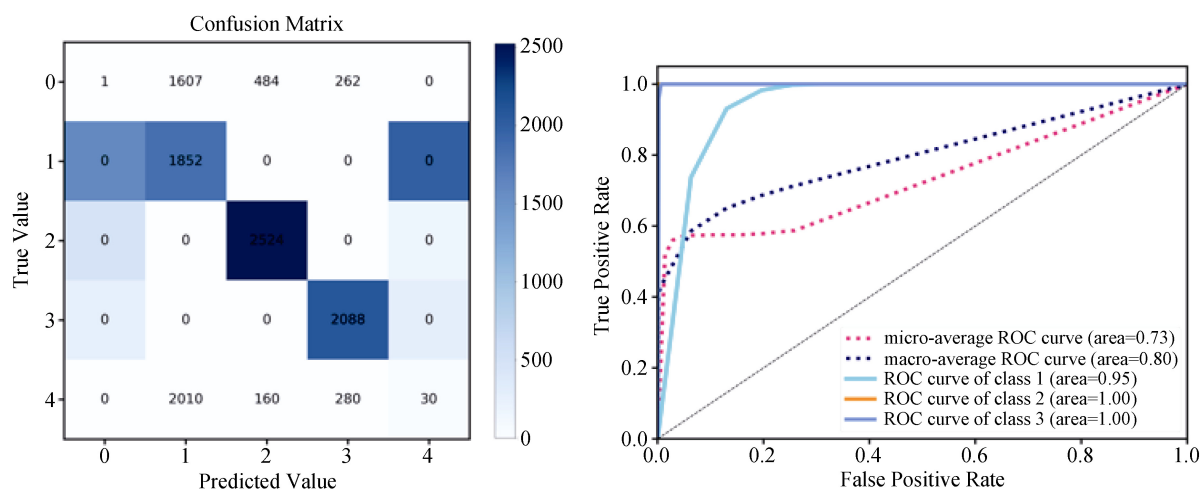 Confusion Matrix
True Value
0 1 1607 484 262 0
1 0 1852 0 0 0
2 0 0 2524 0 0
3 0 0 0 2088 0
4 0 2010 160 280 30
0 1 2 3 4
Predicted Value
2500
2000
1500
1000
500
0
True Positive Rate
1.0
0.8
0.6
0.4
0.2
0.0
micro-average ROC curve (area=0.73)
macro-average ROC curve (area=0.80)
ROC curve of class 1 (area=0.95)
ROC curve of class 2 (area=1.00)
ROC curve of class 3 (area=1.00)
0.0 0.2 0.4 0.6 0.8 1.0
False Positive Rate